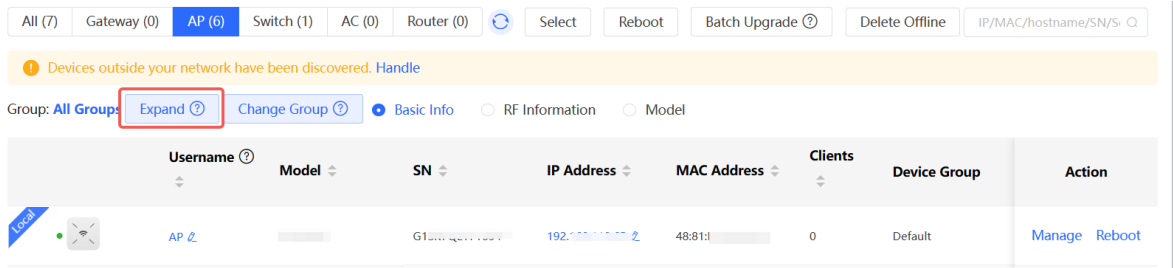 All (7) Gateway (0) AP (6) Switch (1) AC (0) Router (0) Select Reboot Batch Upgrade ? Delete Offline IP/MAC/hostname/SN/S
! Devices outside your network have been discovered. Handle
Group: All Groups Expand ? Change Group ? Basic Info RF Information Model
Username ? Model SN IP Address MAC Address Clients Device Group Action
Local AP 192. 48:81: 0 Default Manage Reboot